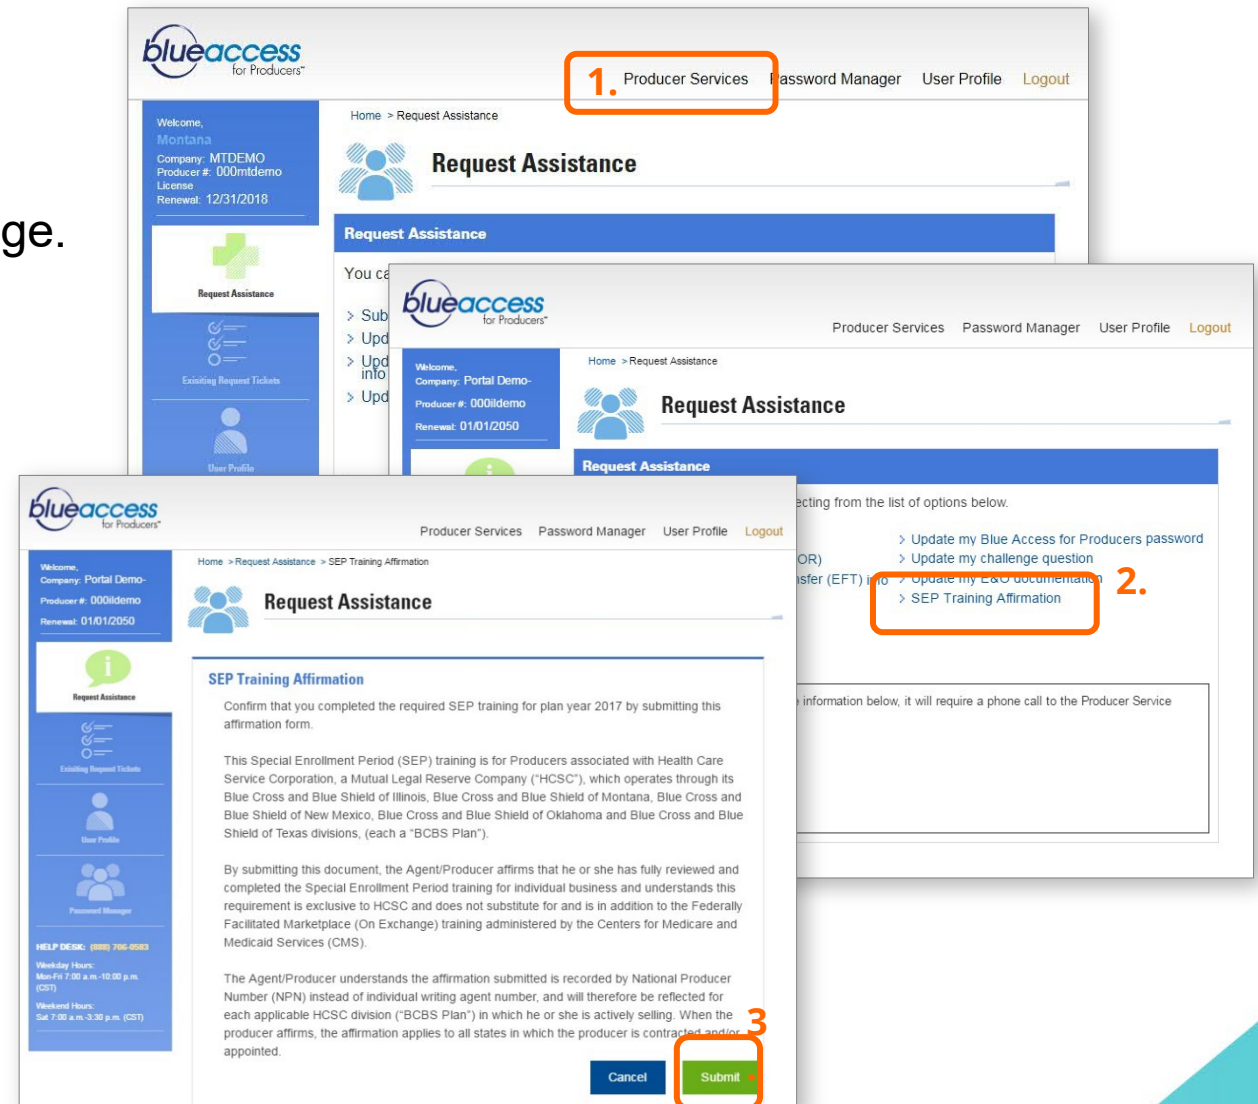 ge.
blueaccess
for Producers
1.
Producer Services Password Manager User Profile Logout
Welcome,
Montana
Company: MTDEMO
Producer #: 000mtdemo
License
Renewal: 12/31/2018
Home > Request Assistance
Request Assistance
Request Assistance
You ca
> Sub
> Upd
> Upd
info
> Upd
Request Assistance
Exisiting Request Tickets
User Profile
blueaccess
for Producers
Producer Services Password Manager User Profile Logout
Welcome,
Company: Portal Demo-
Producer #: 000ildemo
Renewal: 01/01/2050
Home > Request Assistance
Request Assistance
Request Assistance
ecting from the list of options below.
> Update my Blue Access for Producers password
OR) > Update my challenge question
nsfer (EFT) info > Update my E&O documentation
> SEP Training Affirmation
2.
information below, it will require a phone call to the Producer Service
blueaccess
for Producers
Producer Services Password Manager User Profile Logout
Welcome,
Company: Portal Demo-
Producer #: 000ildemo
Renewal: 01/01/2050
Request Assistance
Exisiting Request Tickets
User Profile
Password Manager
HELP DESK: (888) 706-0583
Weekday Hours:
Mon-Fri 7:00 a.m.-10:00 p.m.
(CST)
Weekend Hours:
Sat 7:00 a.m.-3:30 p.m. (CST)
Home > Request Assistance > SEP Training Affirmation
Request Assistance
SEP Training Affirmation
Confirm that you completed the required SEP training for plan year 2017 by submitting this
affirmation form.
This Special Enrollment Period (SEP) training is for Producers associated with Health Care
Service Corporation, a Mutual Legal Reserve Company ("HCSC"), which operates through its
Blue Cross and Blue Shield of Illinois, Blue Cross and Blue Shield of Montana, Blue Cross and
Blue Shield of New Mexico, Blue Cross and Blue Shield of Oklahoma and Blue Cross and Blue
Shield of Texas divisions, (each a "BCBS Plan").
By submitting this document, the Agent/Producer affirms that he or she has fully reviewed and
completed the Special Enrollment Period training for individual business and understands this
requirement is exclusive to HCSC and does not substitute for and is in addition to the Federally
Facilitated Marketplace (On Exchange) training administered by the Centers for Medicare and
Medicaid Services (CMS).
The Agent/Producer understands the affirmation submitted is recorded by National Producer
Number (NPN) instead of individual writing agent number, and will therefore be reflected for
each applicable HCSC division ("BCBS Plan") in which he or she is actively selling. When the
producer affirms, the affirmation applies to all states in which the producer is contracted and/or
appointed.
3
Cancel Submit